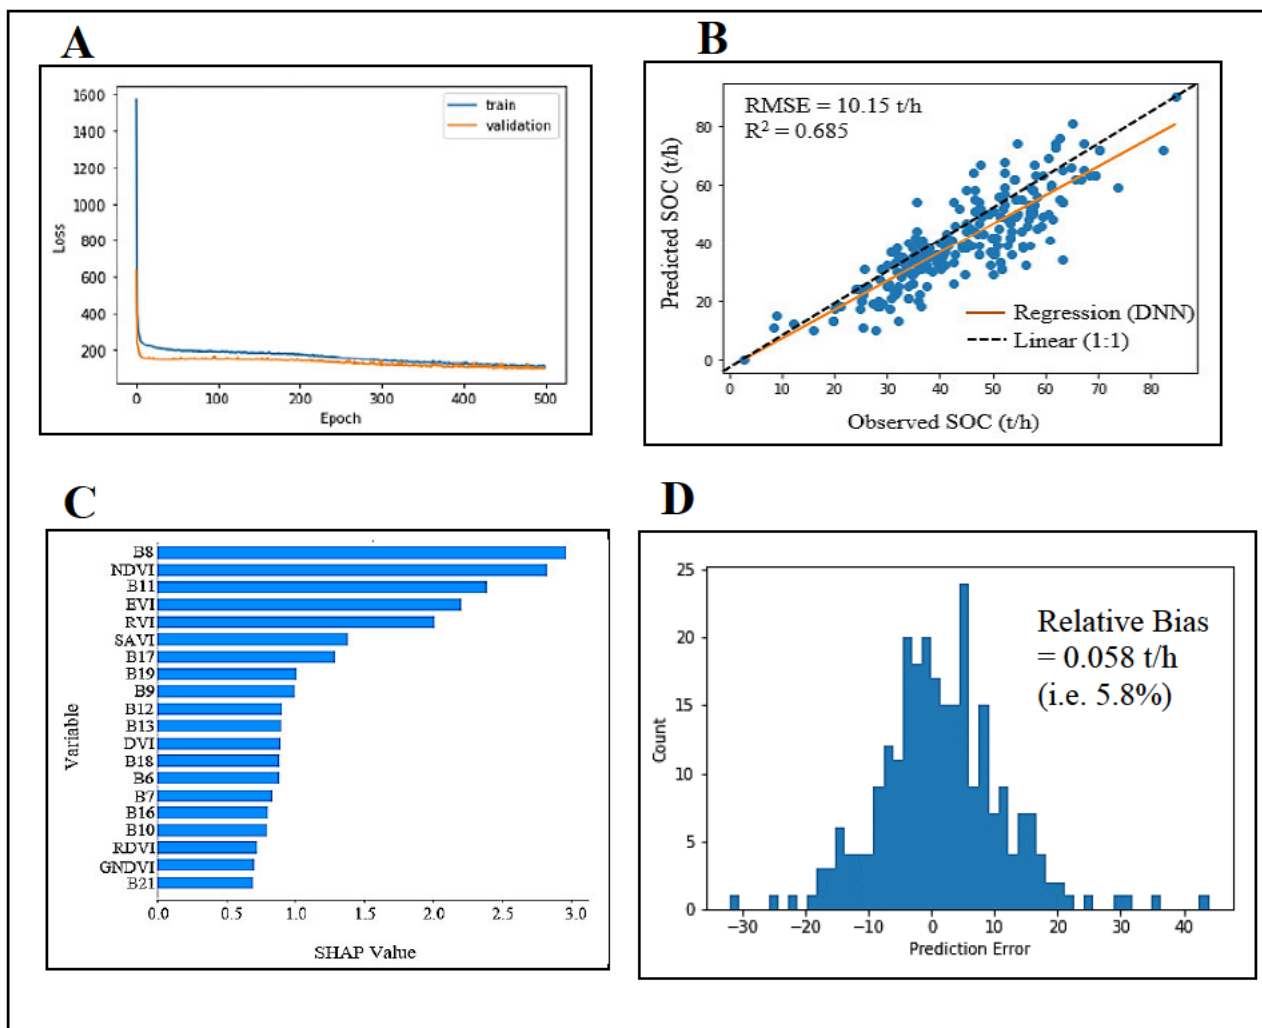 A
1600
1400
1200
1000
800
600
400
200
Loss
train
validation
0 100 200 300 400 500
Epoch
B
RMSE = 10.15 t/h
R² = 0.685
80
60
40
20
0
Predicted SOC (t/h)
Regression (DNN)
Linear (1:1)
0 10 20 30 40 50 60 70 80
Observed SOC (t/h)
C
Variable
B8
NDVI
B11
EVI
RVI
SAVI
B17
B19
B9
B12
B13
DVI
B18
B6
B7
B16
B10
RDVI
GNDVI
B21
0.0 0.5 1.0 1.5 2.0 2.5 3.0
SHAP Value
D
25
20
15
10
5
0
Count
Relative Bias
= 0.058 t/h
(i.e. 5.8%)
−30 −20 −10 0 10 20 30 40
Prediction Error